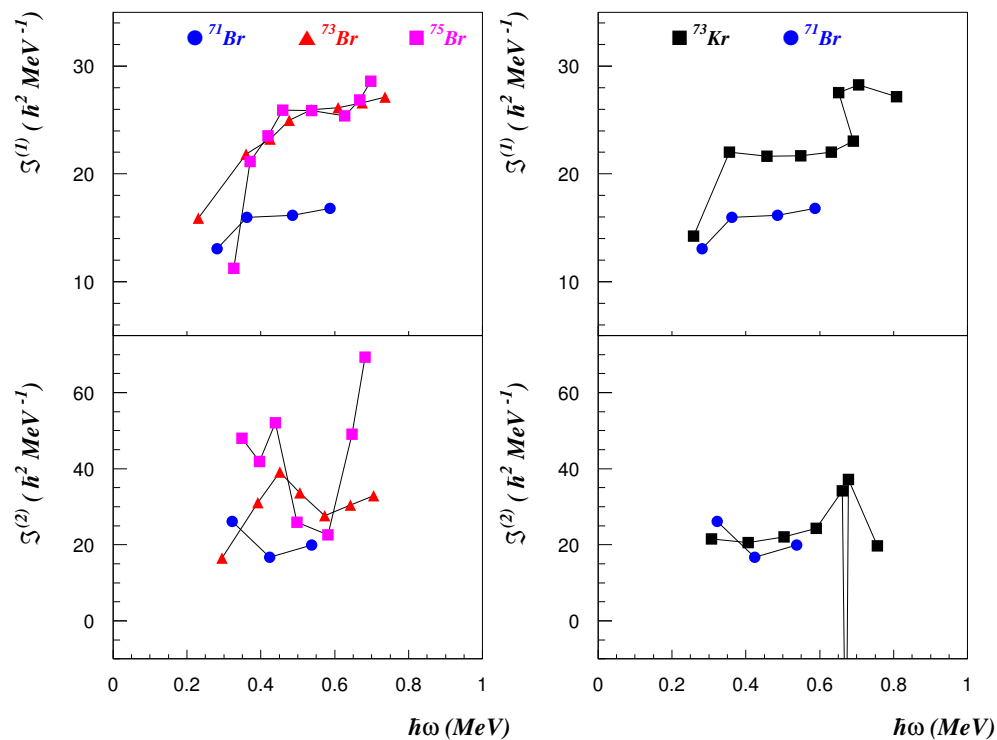 ⁷¹Br ⁷³Br ⁷⁵Br
ℑ⁽¹⁾ ( ħ² MeV⁻¹)
30
20
10
⁷³Kr ⁷¹Br
ℑ⁽¹⁾ ( ħ² MeV⁻¹)
30
20
10
ℑ⁽²⁾ ( ħ² MeV⁻¹)
60
40
20
0
0 0.2 0.4 0.6 0.8 1
ħω (MeV)
ℑ⁽²⁾ ( ħ² MeV⁻¹)
60
40
20
0
0 0.2 0.4 0.6 0.8 1
ħω (MeV)